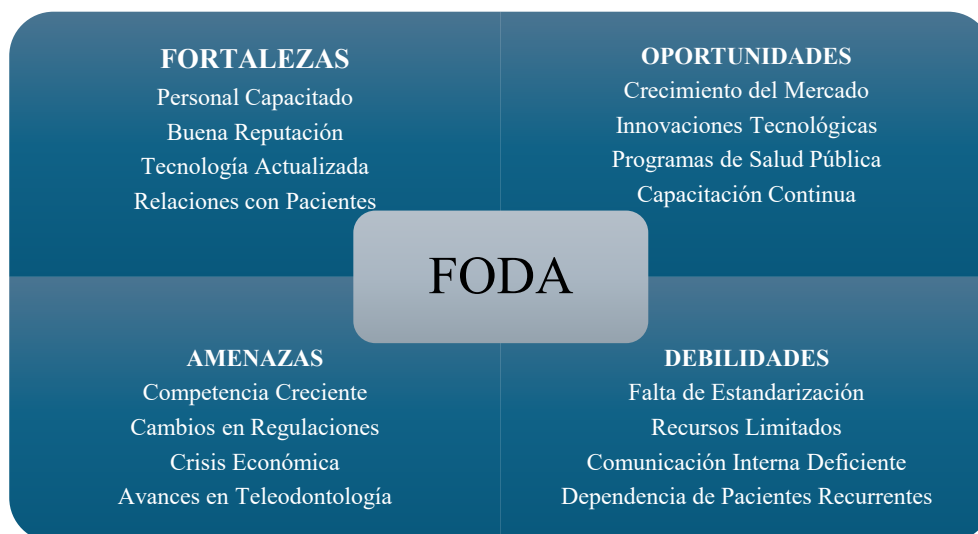 FORTALEZAS
Personal Capacitado
Buena Reputación
Tecnología Actualizada
Relaciones con Pacientes
OPORTUNIDADES
Crecimiento del Mercado
Innovaciones Tecnológicas
Programas de Salud Pública
Capacitación Continua
FODA
AMENAZAS
Competencia Creciente
Cambios en Regulaciones
Crisis Económica
Avances en Teleodontología
DEBILIDADES
Falta de Estandarización
Recursos Limitados
Comunicación Interna Deficiente
Dependencia de Pacientes Recurrentes